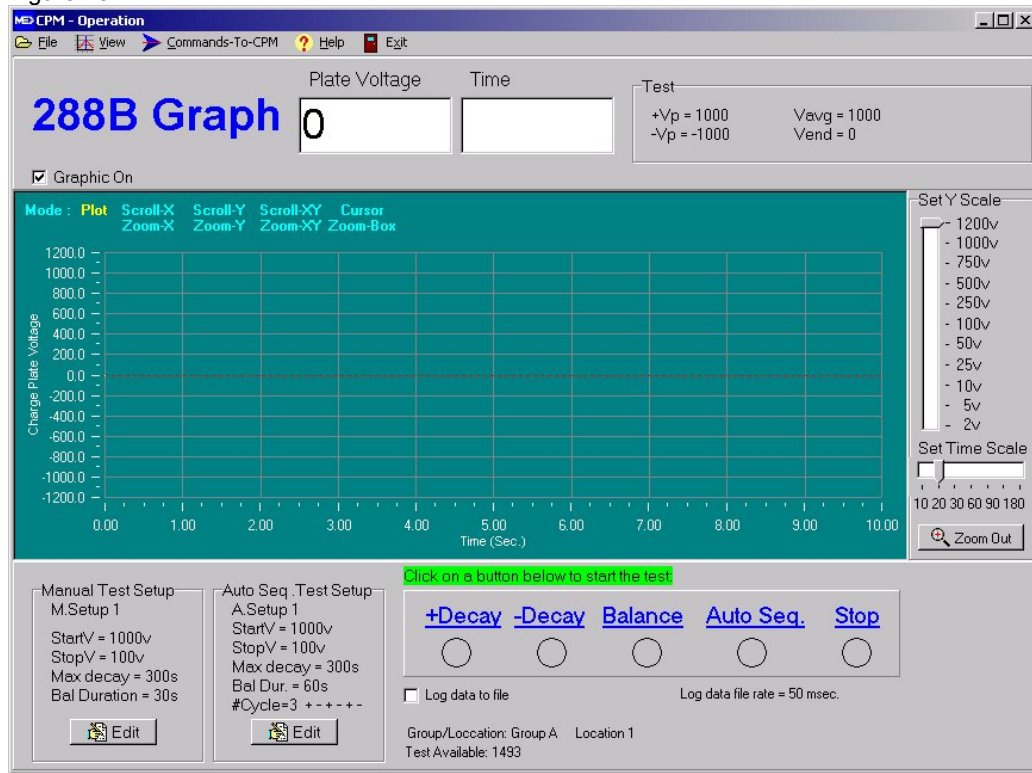 MED CPM - Operation
File View Commands-To-CPM Help Exit
288B Graph
Plate Voltage
0
Time
Test
+Vp = 1000 Vavg = 1000
-Vp = -1000 Vend = 0
Graphic On
Mode : Plot Scroll-X Scroll-Y Scroll-XY Cursor
Zoom-X Zoom-Y Zoom-XY Zoom-Box
Charge Plate Voltage
1200.0
1000.0
800.0
600.0
400.0
200.0
0.0
-200.0
-400.0
-600.0
-800.0
-1000.0
-1200.0
0.00 1.00 2.00 3.00 4.00 5.00 6.00 7.00 8.00 9.00 10.00
Time (Sec.)
Set Y Scale
- 1200v
- 1000v
- 750v
- 500v
- 250v
- 100v
- 50v
- 25v
- 10v
- 5v
- 2v
Set Time Scale
10 20 30 60 90 180
Zoom Out
Manual Test Setup
M.Setup 1
StartV = 1000v
StopV = 100v
Max decay = 300s
Bal Duration = 30s
Edit
Auto Seq .Test Setup
A.Setup 1
StartV = 1000v
StopV = 100v
Max decay = 300s
Bal Dur. = 60s
#Cycle=3 + - + - + -
Edit
Click on a button below to start the test:
+Decay -Decay Balance Auto Seq. Stop
Log data to file
Log data file rate = 50 msec.
Group/Loccation: Group A Location 1
Test Available: 1493